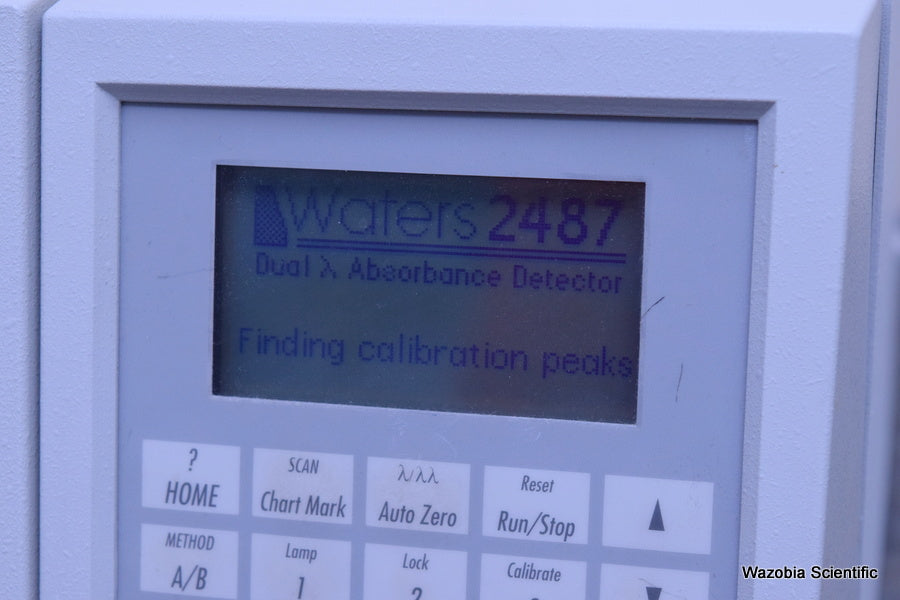 Waters 2487
Dual λ Absorbance Detector
Finding calibration peaks
? SCAN λ/λλ Reset
HOME Chart Mark Auto Zero Run/Stop ▲
METHOD Lamp Lock Calibrate
A/B 1 2 ▼
Wazobia Scientific